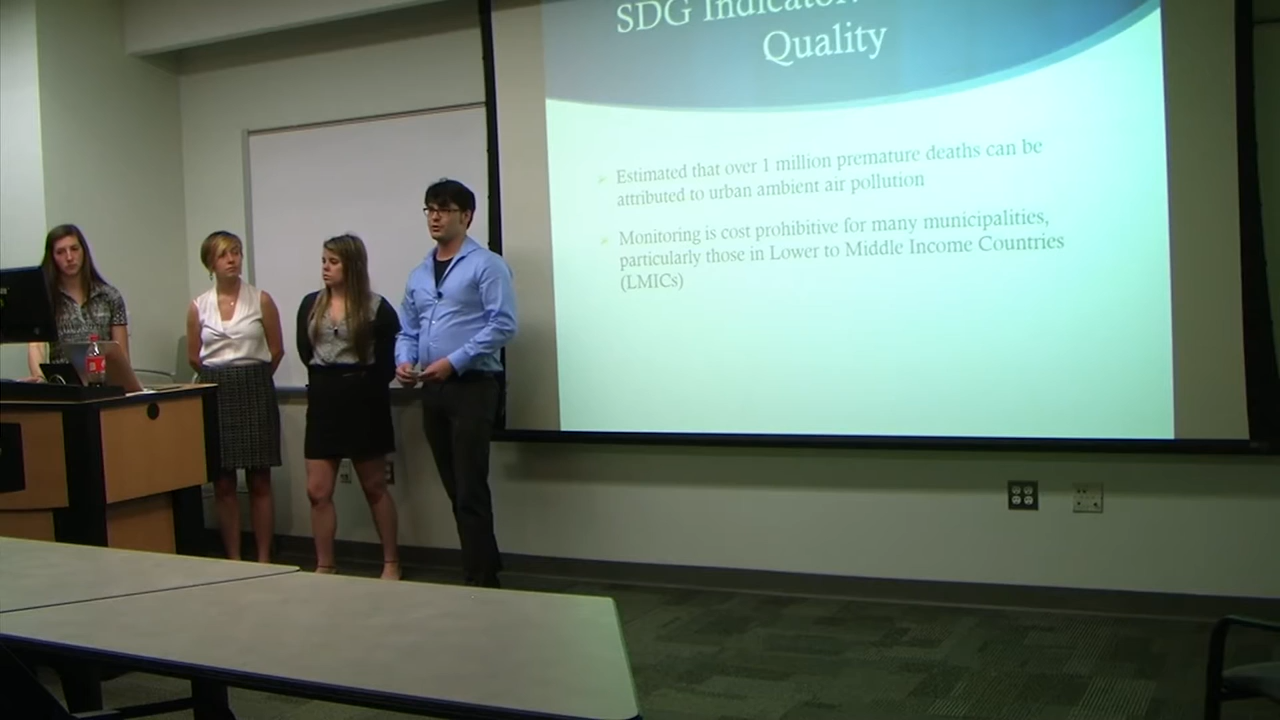 SDG Indicator
Quality
Estimated that over 1 million premature deaths can be
attributed to urban ambient air pollution
Monitoring is cost prohibitive for many municipalities,
particularly those in Lower to Middle Income Countries
(LMICs)